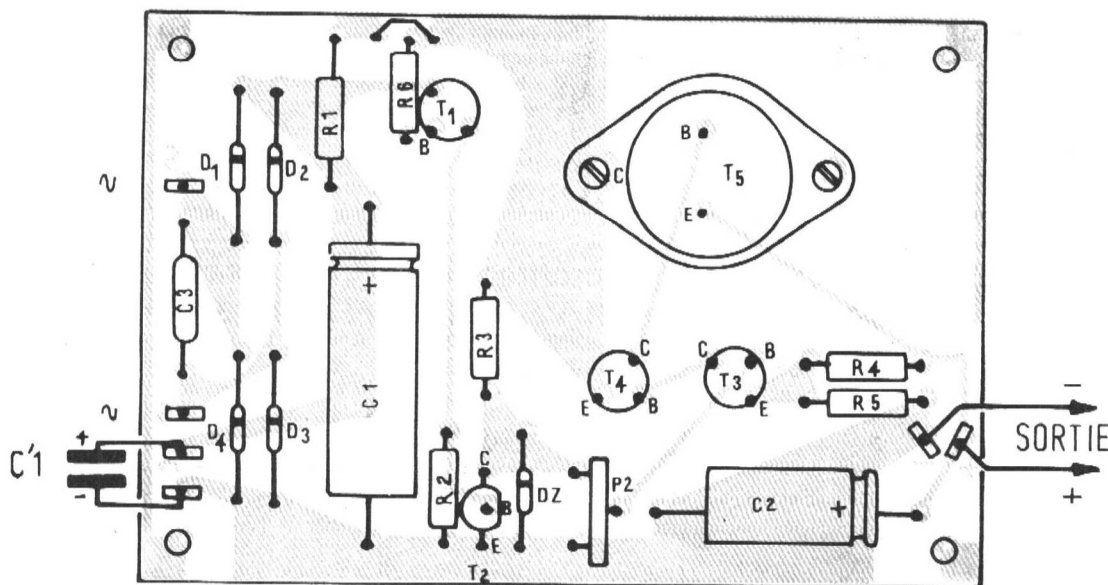 R1
R6
T1
B
D1
D2
B
C
T5
E
C3
+
C1
R3
C
T4
E
B
C
B
T3
E
R4
R5
D4
D3
C'1
+
-
R2
C
B
E
T2
DZ
P2
C2
+
-
SORTIE
+